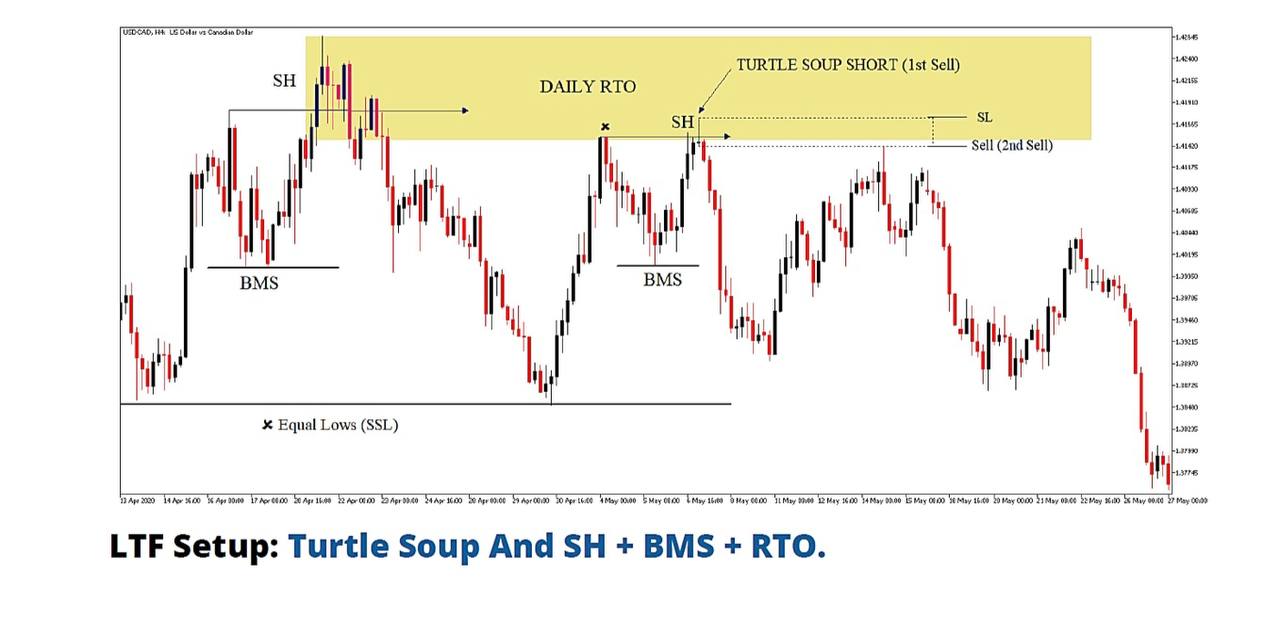 USDCAD, H4: US Dollar vs Canadian Dollar
SH
DAILY RTO
TURTLE SOUP SHORT (1st Sell)
SH
SL
Sell (2nd Sell)
BMS
BMS
Equal Lows (SSL)
1.42645
1.42400
1.42155
1.41910
1.41665
1.41420
1.41175
1.40930
1.40685
1.40440
1.40195
1.39950
1.39705
1.39460
1.39215
1.38970
1.38725
1.38480
1.38235
1.37990
1.37745
13 Apr 2020 14 Apr 16:00 16 Apr 00:00 17 Apr 08:00 20 Apr 16:00 22 Apr 00:00 23 Apr 08:00 24 Apr 16:00 28 Apr 00:00 29 Apr 08:00 30 Apr 16:00 4 May 00:00 5 May 08:00 6 May 16:00 8 May 00:00 11 May 08:00 12 May 16:00 14 May 00:00 15 May 08:00 18 May 16:00 20 May 00:00 21 May 08:00 22 May 16:00 26 May 00:00 27 May 08:00
LTF Setup: Turtle Soup And SH + BMS + RTO.